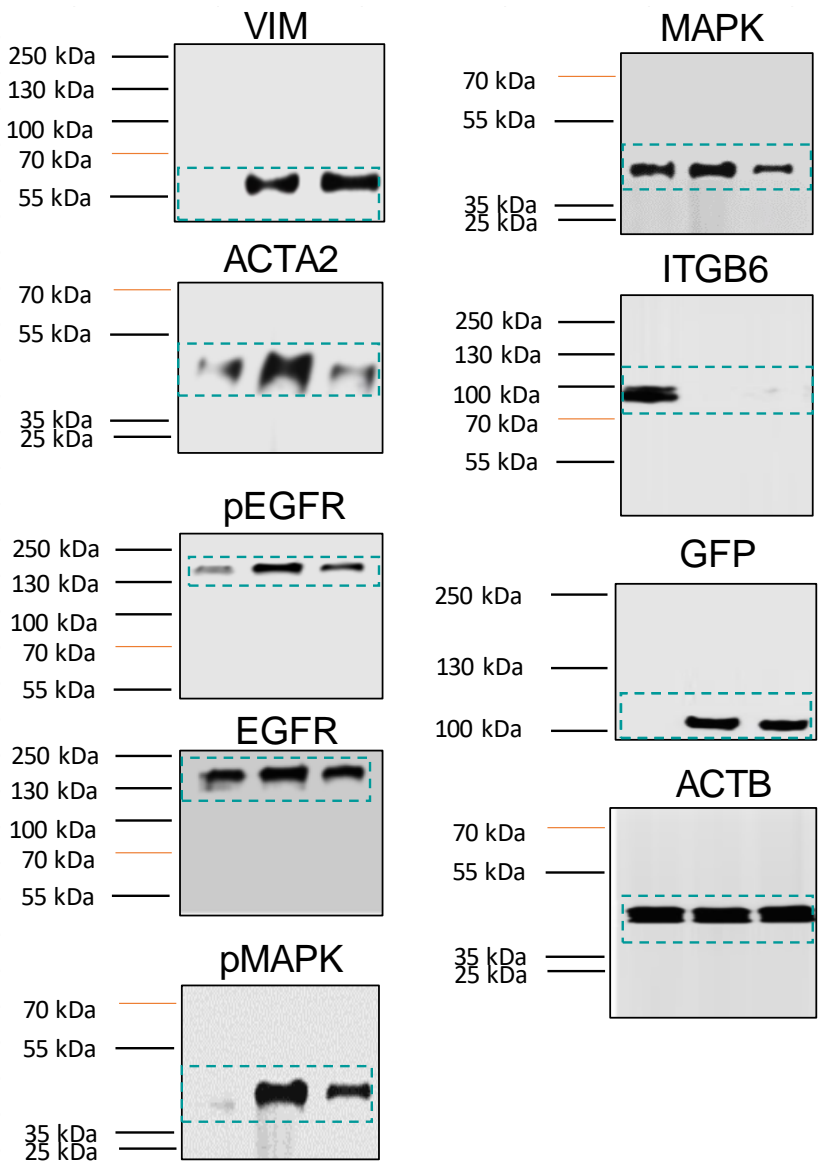 VIM
250 kDa
130 kDa
100 kDa
70 kDa
55 kDa
ACTA2
70 kDa
55 kDa
35 kDa
25 kDa
pEGFR
250 kDa
130 kDa
100 kDa
70 kDa
55 kDa
EGFR
250 kDa
130 kDa
100 kDa
70 kDa
55 kDa
pMAPK
70 kDa
55 kDa
35 kDa
25 kDa
MAPK
70 kDa
55 kDa
35 kDa
25 kDa
ITGB6
250 kDa
130 kDa
100 kDa
70 kDa
55 kDa
GFP
250 kDa
130 kDa
100 kDa
ACTB
70 kDa
55 kDa
35 kDa
25 kDa